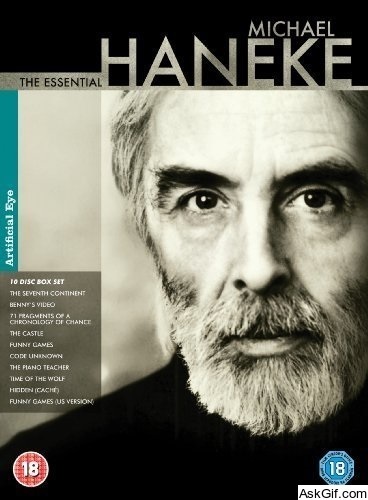 MICHAEL
THE ESSENTIAL HANEKE
Artificial Eye
10 DISC BOX SET
THE SEVENTH CONTINENT
BENNY'S VIDEO
71 FRAGMENTS OF A
CHRONOLOGY OF CHANCE
THE CASTLE
FUNNY GAMES
CODE UNKNOWN
THE PIANO TEACHER
TIME OF THE WOLF
HIDDEN (CACHÉ)
FUNNY GAMES (US VERSION)
18
18
AskGif.com